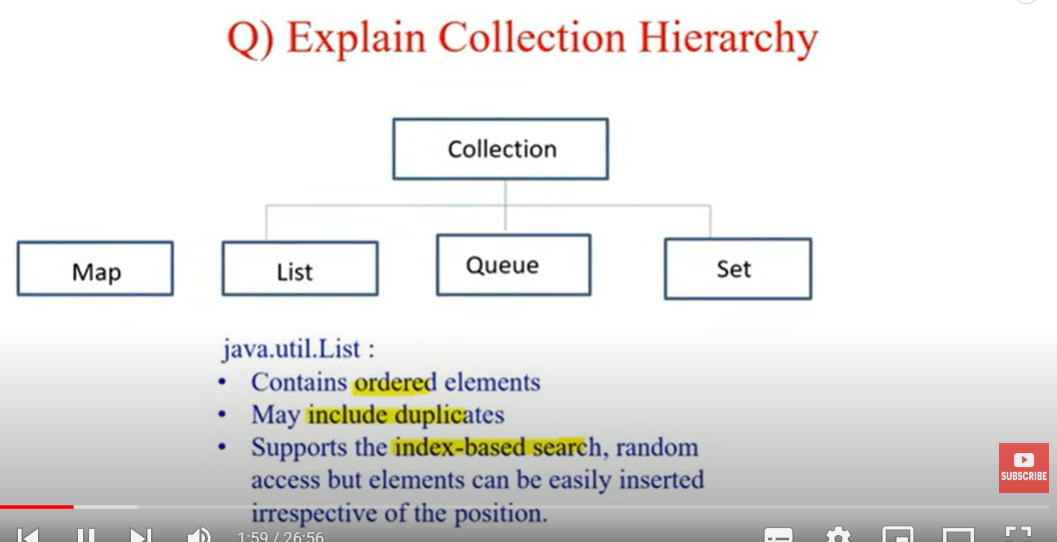 Q) Explain Collection Hierarchy
Collection
Map
List
Queue
Set
java.util.List :
• Contains ordered elements
• May include duplicates
• Supports the index-based search, random
access but elements can be easily inserted
irrespective of the position.
SUBSCRIBE
1:59 / 26:56